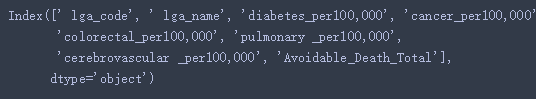 Index([' lga_code', ' lga_name', 'diabetes_per100,000', 'cancer_per100,000'
'colorectal_per100,000', 'pulmonary _per100,000',
'cerebrovascular _per100,000', 'Avoidable_Death_Total'],
dtype='object')